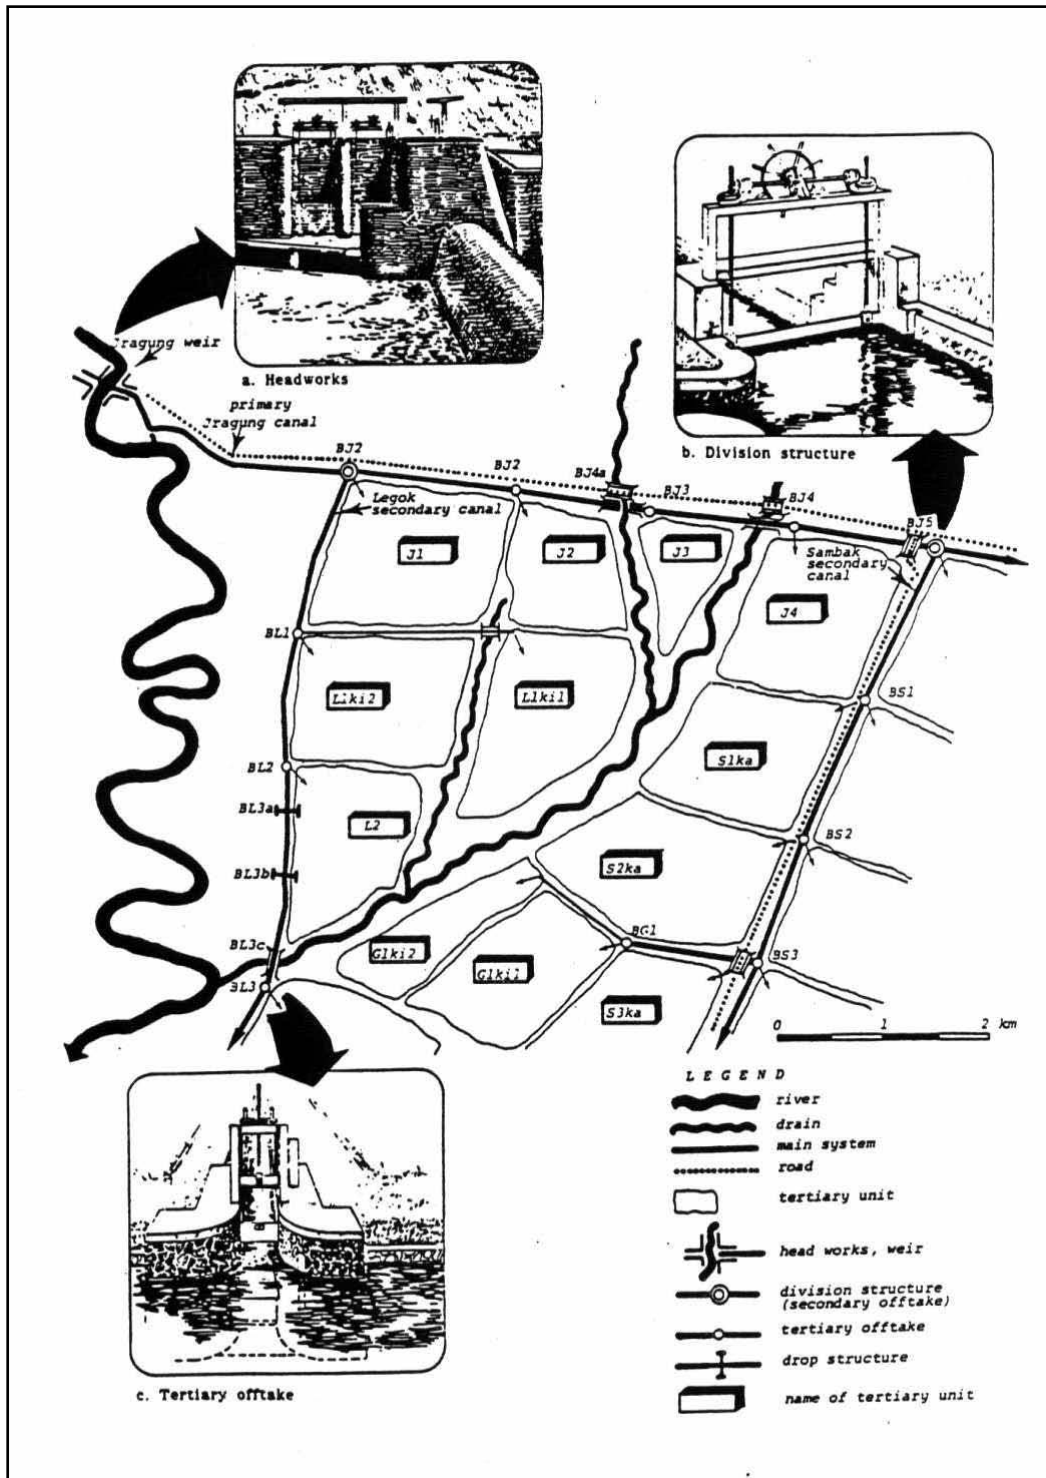 a. Headworks
b. Division structure
Jragung weir
primary
Jragung canal
BJ2
BJ2
BJ4a
BJ3
BJ4
BJ5
Legok
secondary canal
Sambak
secondary
canal
J1
J2
J3
J4
BL1
L1ki2
L1ki1
BS1
S1ka
BL2
BL3a
L2
BS2
BL3b
S2ka
BL3c
G1ki2
G1ki1
BG1
BS3
BL3
S3ka
0 1 2 km
LEGEND
river
drain
main system
road
tertiary unit
head works, weir
division structure
(secondary offtake)
tertiary offtake
drop structure
name of tertiary unit
c. Tertiary offtake